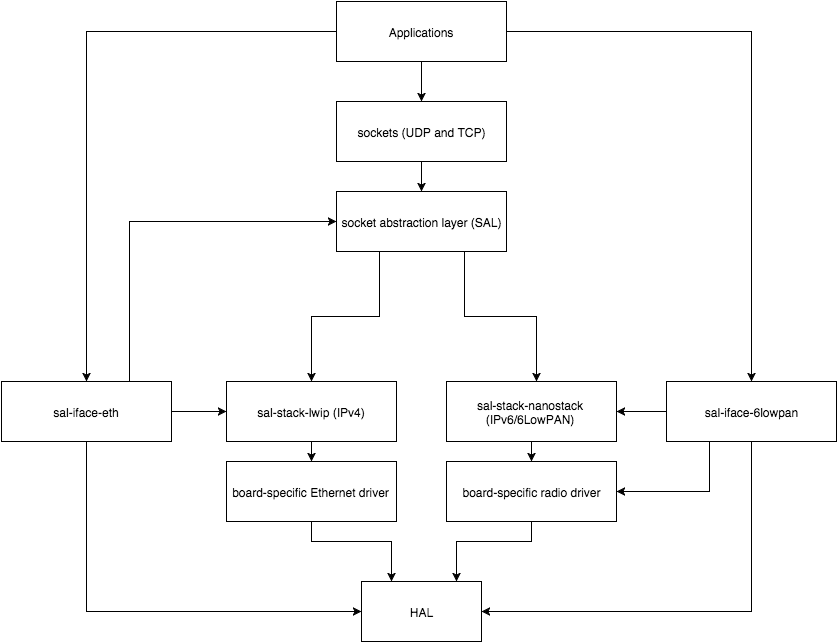 Applications
sockets (UDP and TCP)
socket abstraction layer (SAL)
sal-iface-eth
sal-stack-lwip (IPv4)
sal-stack-nanostack
(IPv6/6LowPAN)
sal-iface-6lowpan
board-specific Ethernet driver
board-specific radio driver
HAL